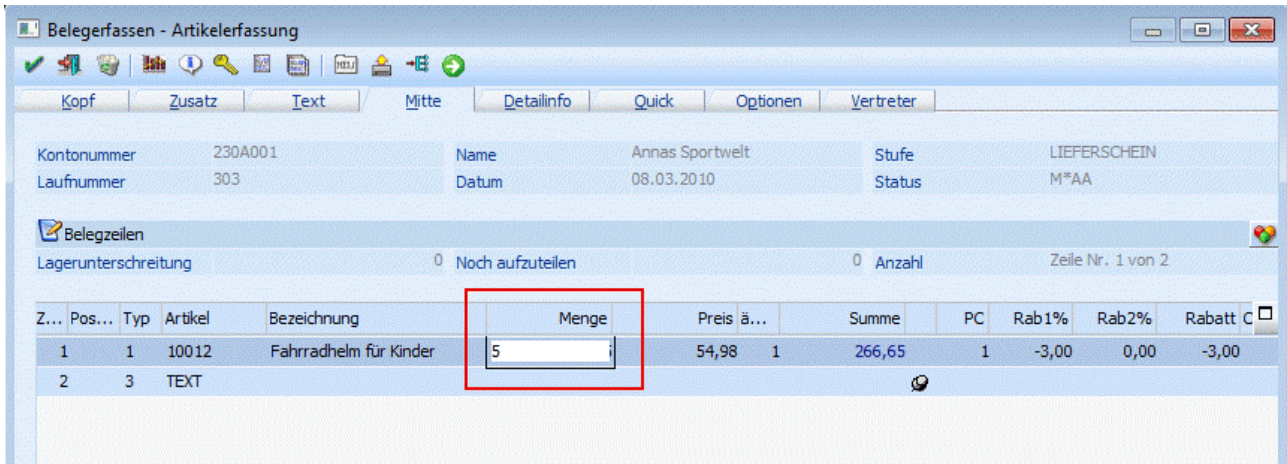 Belegerfassen - Artikelerfassung
Kopf Zusatz Text Mitte Detailinfo Quick Optionen Vertreter
Kontonummer 230A001 Name Annas Sportwelt Stufe LIEFERSCHEIN
Laufnummer 303 Datum 08.03.2010 Status M*AA
Belegzeilen
Lagerunterschreitung 0 Noch aufzuteilen 0 Anzahl Zeile Nr. 1 von 2
Z... Pos... Typ Artikel Bezeichnung Menge Preis ä... Summe PC Rab1% Rab2% Rabatt C
1 1 10012 Fahrradhelm für Kinder 5 54,98 1 266,65 1 -3,00 0,00 -3,00
2 3 TEXT